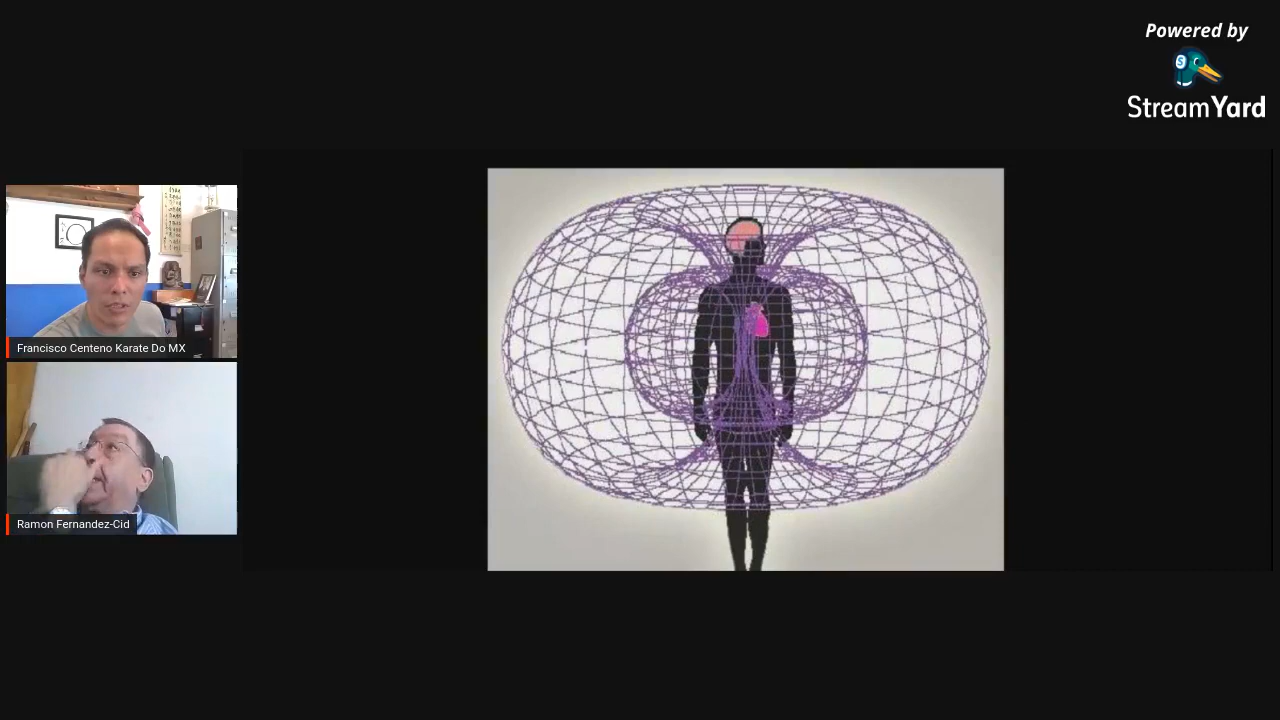 Powered by
StreamYard
Francisco Centeno Karate Do MX
Ramon Fernandez-Cid